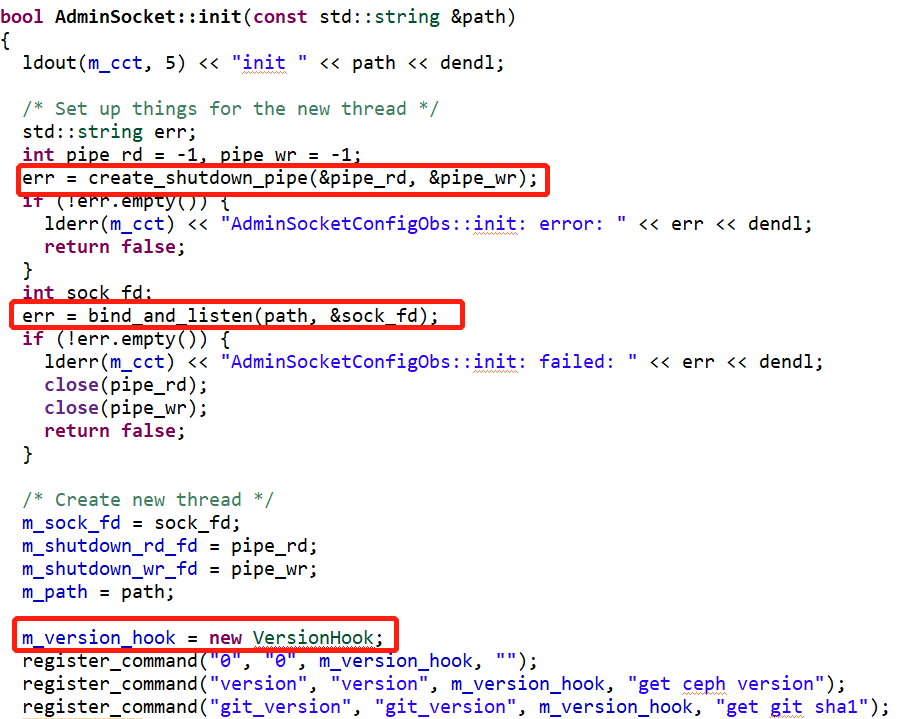 bool AdminSocket::init(const std::string &path)
{
  ldout(m_cct, 5) << "init " << path << dendl;

  /* Set up things for the new thread */
  std::string err;
  int pipe_rd = -1, pipe_wr = -1;
  err = create_shutdown_pipe(&pipe_rd, &pipe_wr);
  if (!err.empty()) {
    lderr(m_cct) << "AdminSocketConfigObs::init: error: " << err << dendl;
    return false;
  }
  int sock_fd;
  err = bind_and_listen(path, &sock_fd);
  if (!err.empty()) {
    lderr(m_cct) << "AdminSocketConfigObs::init: failed: " << err << dendl;
    close(pipe_rd);
    close(pipe_wr);
    return false;
  }

  /* Create new thread */
  m_sock_fd = sock_fd;
  m_shutdown_rd_fd = pipe_rd;
  m_shutdown_wr_fd = pipe_wr;
  m_path = path;

  m_version_hook = new VersionHook;
  register_command("0", "0", m_version_hook, "");
  register_command("version", "version", m_version_hook, "get ceph version");
  register_command("git_version", "git_version", m_version_hook, "get git sha1");